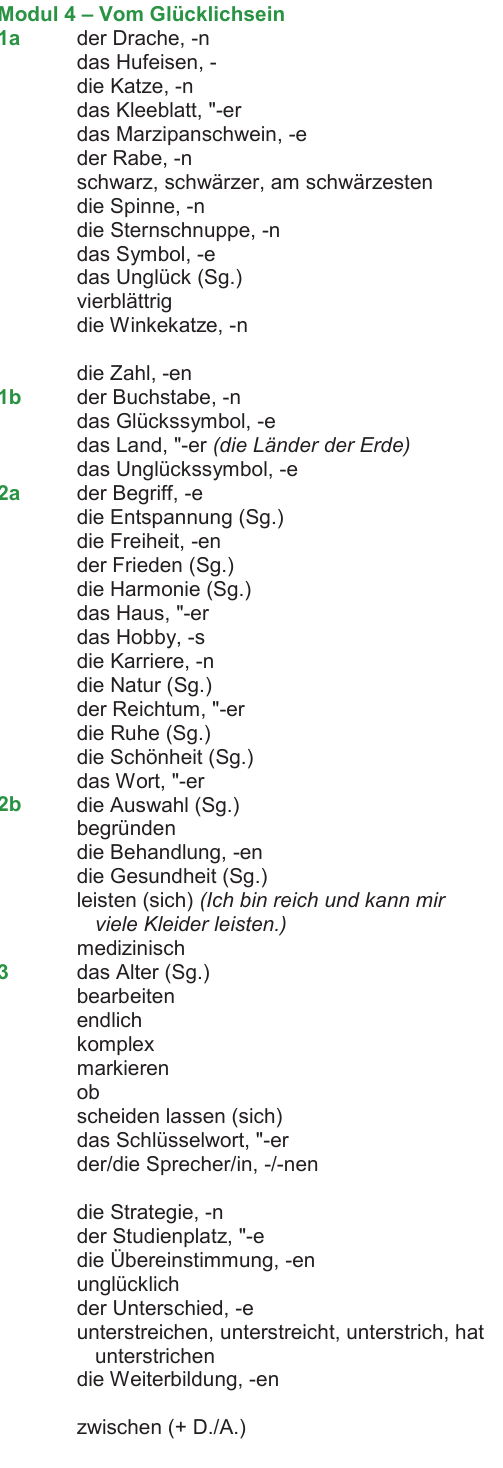 Modul 4 – Vom Glücklichsein
1a der Drache, -n
das Hufeisen, -
die Katze, -n
das Kleeblatt, "-er
das Marzipanschwein, -e
der Rabe, -n
schwarz, schwärzer, am schwärzesten
die Spinne, -n
die Sternschnuppe, -n
das Symbol, -e
das Unglück (Sg.)
vierblättrig
die Winkekatze, -n
die Zahl, -en
1b der Buchstabe, -n
das Glückssymbol, -e
das Land, "-er (die Länder der Erde)
das Unglückssymbol, -e
2a der Begriff, -e
die Entspannung (Sg.)
die Freiheit, -en
der Frieden (Sg.)
die Harmonie (Sg.)
das Haus, "-er
das Hobby, -s
die Karriere, -n
die Natur (Sg.)
der Reichtum, "-er
die Ruhe (Sg.)
die Schönheit (Sg.)
das Wort, "-er
2b die Auswahl (Sg.)
begründen
die Behandlung, -en
die Gesundheit (Sg.)
leisten (sich) (Ich bin reich und kann mir
viele Kleider leisten.)
medizinisch
3 das Alter (Sg.)
bearbeiten
endlich
komplex
markieren
ob
scheiden lassen (sich)
das Schlüsselwort, "-er
der/die Sprecher/in, -/-nen
die Strategie, -n
der Studienplatz, "-e
die Übereinstimmung, -en
unglücklich
der Unterschied, -e
unterstreichen, unterstreicht, unterstrich, hat
unterstrichen
die Weiterbildung, -en
zwischen (+ D./A.)